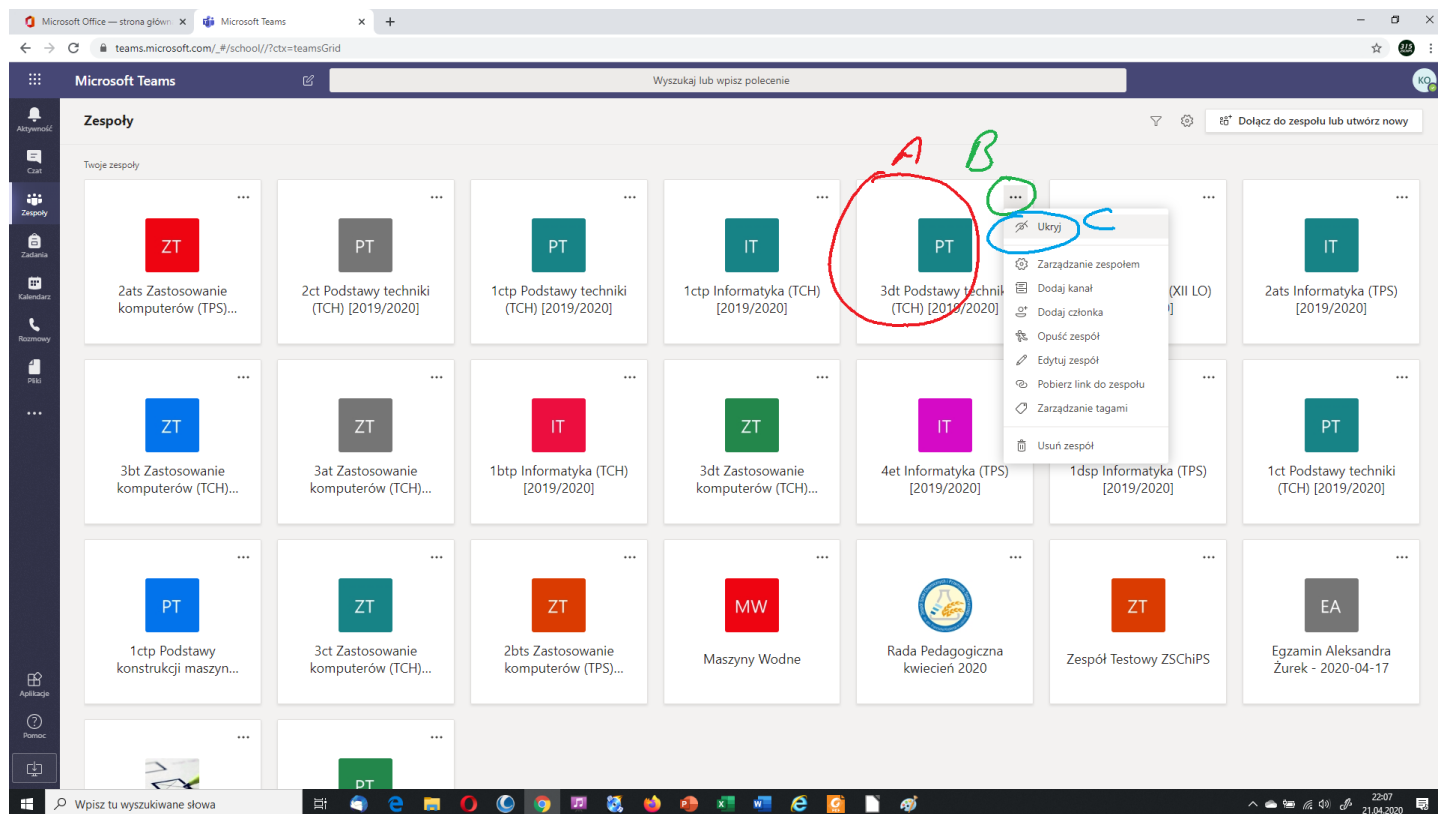 Microsoft Office — strona główn
Microsoft Teams
teams.microsoft.com/_#/school//?ctx=teamsGrid
315
Microsoft Teams
Wyszukaj lub wpisz polecenie
KO
Aktywność
Czat
Zespoły
Zadania
Kalendarz
Rozmowy
Pliki
Aplikacje
Pomoc
Zespoły
Dołącz do zespołu lub utwórz nowy
Twoje zespoły
A
B
C
ZT
2ats Zastosowanie
komputerów (TPS)...
PT
2ct Podstawy techniki
(TCH) [2019/2020]
PT
1ctp Podstawy techniki
(TCH) [2019/2020]
IT
1ctp Informatyka (TCH)
[2019/2020]
PT
3dt Podstawy technik
(TCH) [2019/2020]
(XII LO)
IT
2ats Informatyka (TPS)
[2019/2020]
Ukryj
Zarządzanie zespołem
Dodaj kanał
Dodaj członka
Opuść zespół
Edytuj zespół
Pobierz link do zespołu
Zarządzanie tagami
Usuń zespół
ZT
3bt Zastosowanie
komputerów (TCH)...
ZT
3at Zastosowanie
komputerów (TCH)...
IT
1btp Informatyka (TCH)
[2019/2020]
ZT
3dt Zastosowanie
komputerów (TCH)...
IT
4et Informatyka (TPS)
[2019/2020]
1dsp Informatyka (TPS)
[2019/2020]
PT
1ct Podstawy techniki
(TCH) [2019/2020]
PT
1ctp Podstawy
konstrukcji maszyn...
ZT
3ct Zastosowanie
komputerów (TCH)...
ZT
2bts Zastosowanie
komputerów (TPS)...
MW
Maszyny Wodne
Rada Pedagogiczna
kwiecień 2020
ZT
Zespół Testowy ZSChiPS
EA
Egzamin Aleksandra
Żurek - 2020-04-17
PT
Wpisz tu wyszukiwane słowa
22:07
21.04.2020